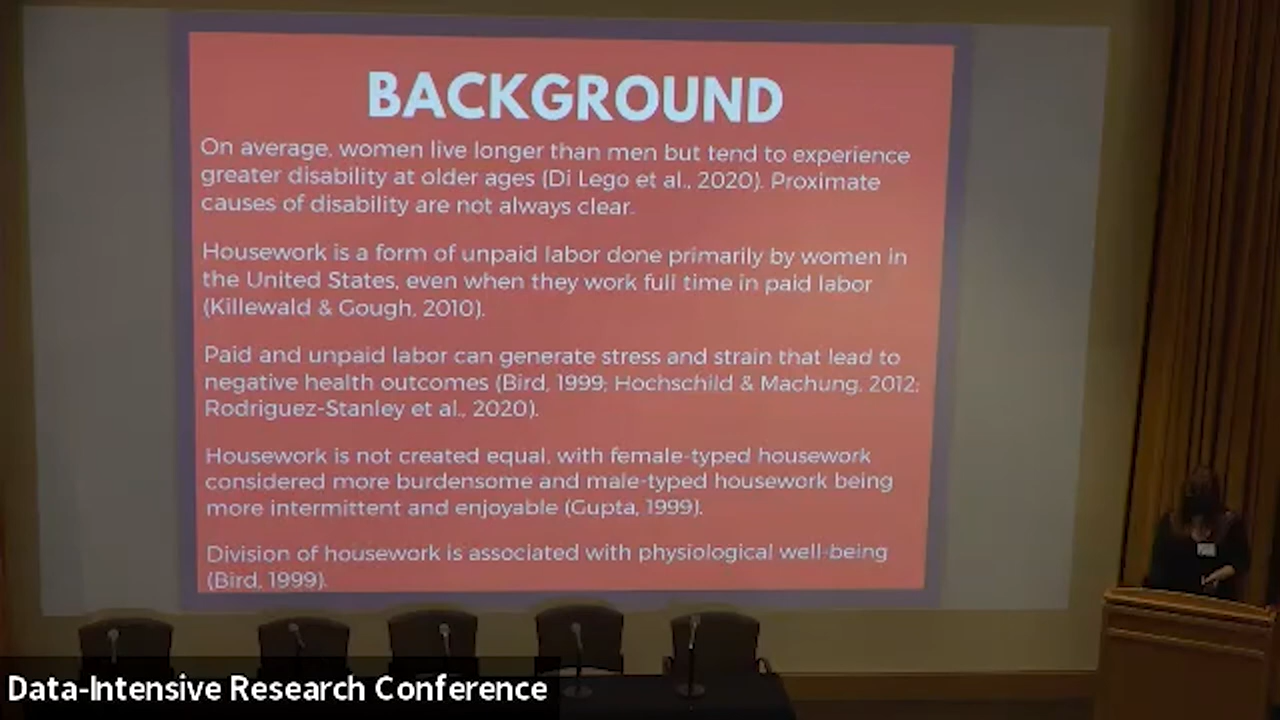 BACKGROUND
On average, women live longer than men but tend to experience
greater disability at older ages (Di Lego et al., 2020). Proximate
causes of disability are not always clear.
Housework is a form of unpaid labor done primarily by women in
the United States, even when they work full time in paid labor
(Killewald & Gough, 2010).
Paid and unpaid labor can generate stress and strain that lead to
negative health outcomes (Bird, 1999; Hochschild & Machung, 2012;
Rodriguez-Stanley et al., 2020).
Housework is not created equal, with female-typed housework
considered more burdensome and male-typed housework being
more intermittent and enjoyable (Gupta, 1999).
Division of housework is associated with physiological well-being
(Bird, 1999).
Data-Intensive Research Conference